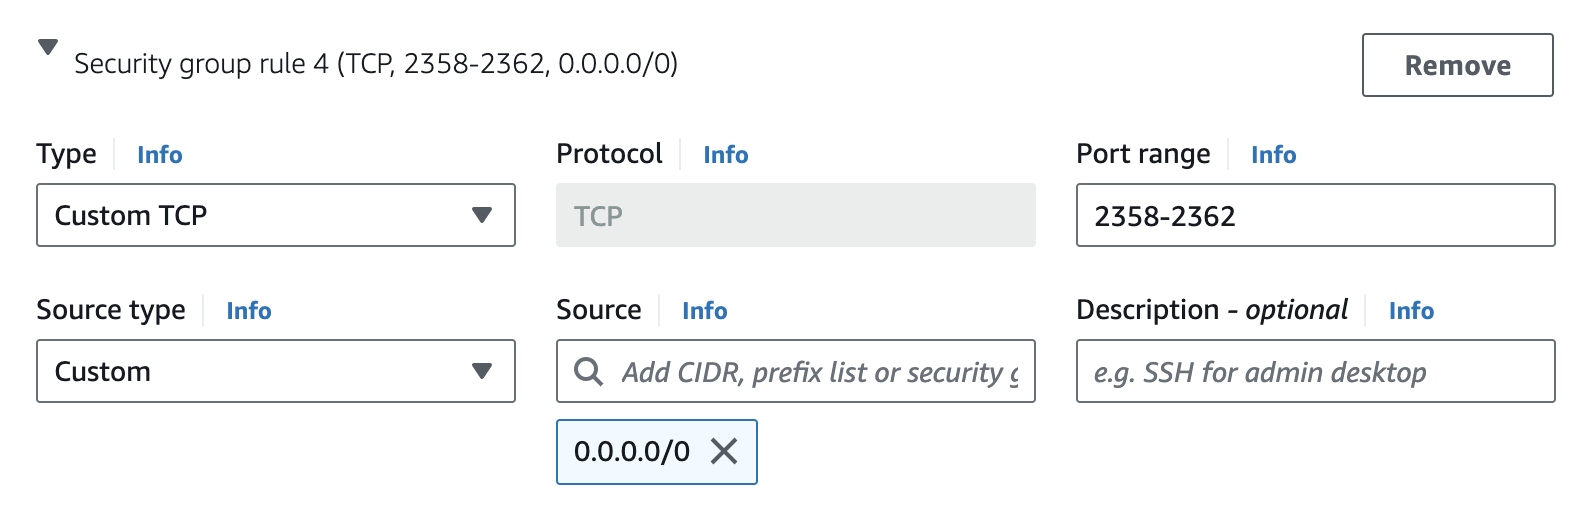 Security group rule 4 (TCP, 2358-2362, 0.0.0.0/0)
Remove
Type Info
Protocol Info
Port range Info
Custom TCP
TCP
2358-2362
Source type Info
Source Info
Description - optional Info
Custom
Add CIDR, prefix list or security g
e.g. SSH for admin desktop
0.0.0.0/0